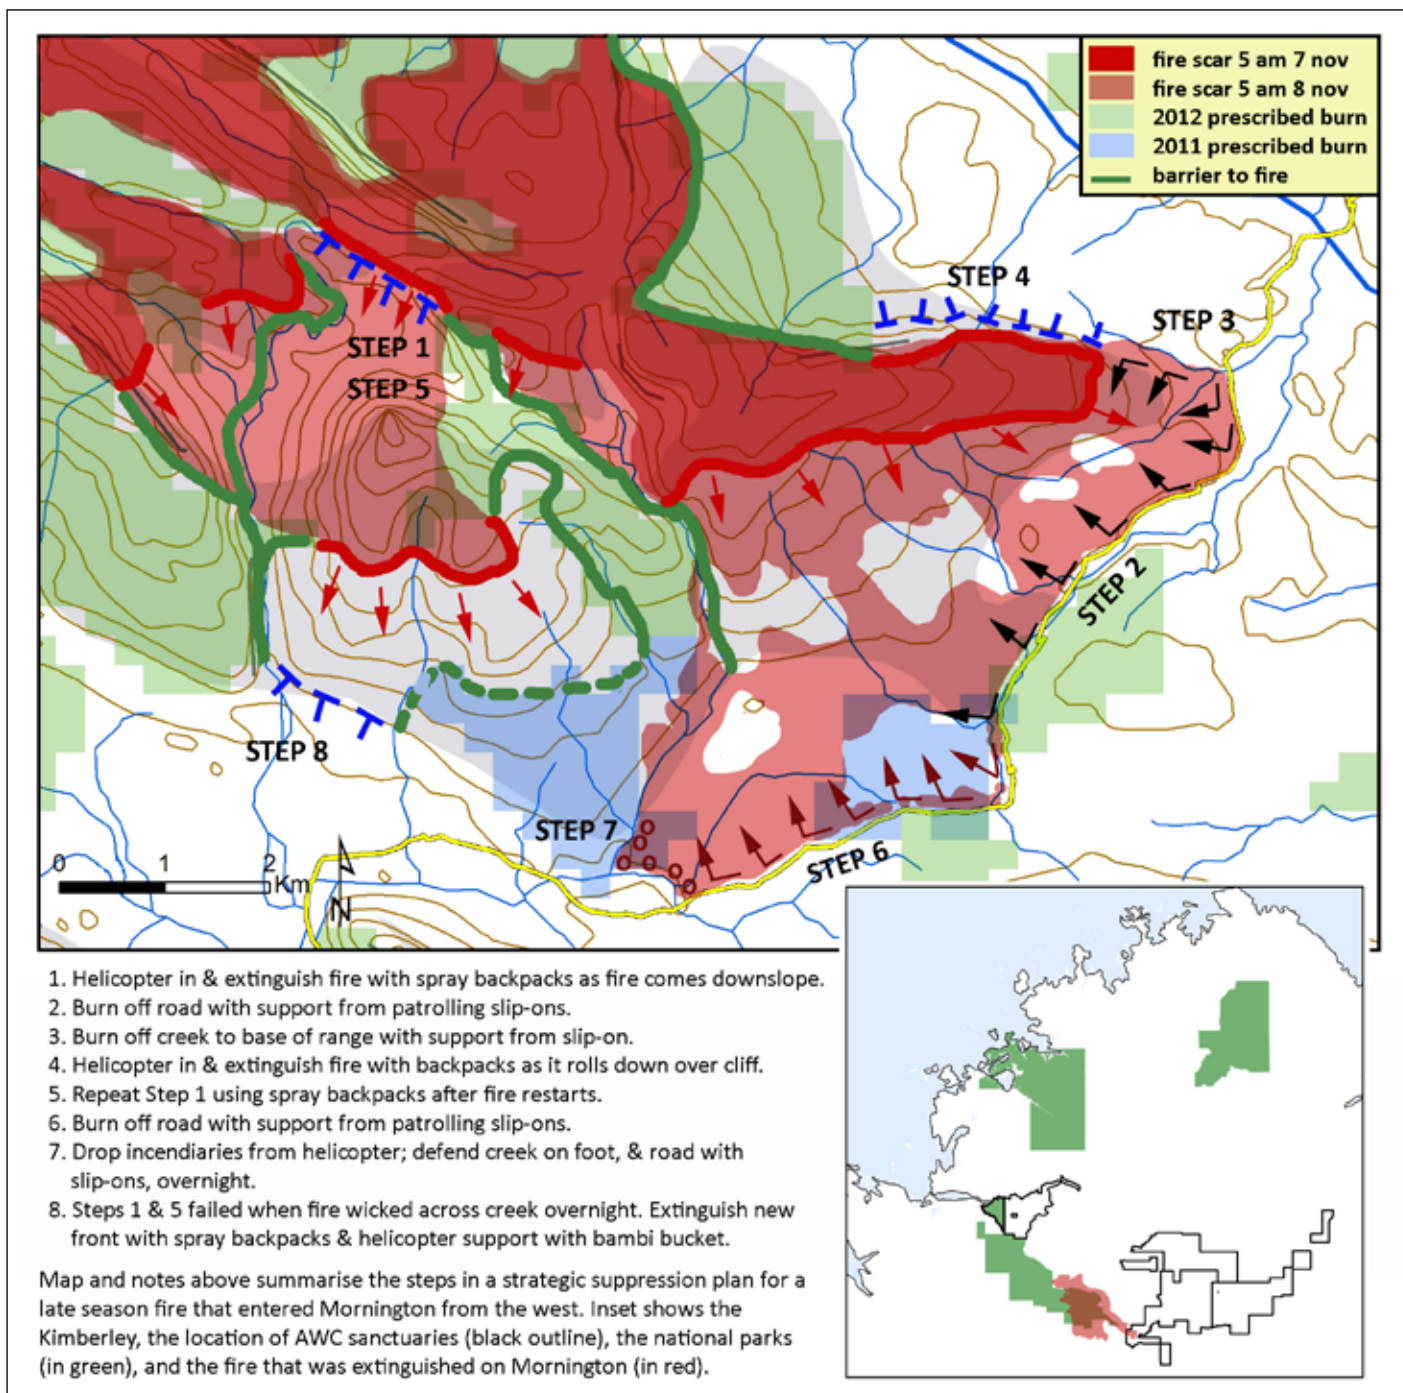 fire scar 5 am 7 nov
fire scar 5 am 8 nov
2012 prescribed burn
2011 prescribed burn
barrier to fire
STEP 4
STEP 3
STEP 1
STEP 5
STEP 2
STEP 8
STEP 7
STEP 6
0 1 2
Km
N
1. Helicopter in & extinguish fire with spray backpacks as fire comes downslope.
2. Burn off road with support from patrolling slip-ons.
3. Burn off creek to base of range with support from slip-on.
4. Helicopter in & extinguish fire with backpacks as it rolls down over cliff.
5. Repeat Step 1 using spray backpacks after fire restarts.
6. Burn off road with support from patrolling slip-ons.
7. Drop incendiaries from helicopter; defend creek on foot, & road with
slip-ons, overnight.
8. Steps 1 & 5 failed when fire wicked across creek overnight. Extinguish new
front with spray backpacks & helicopter support with bambi bucket.
Map and notes above summarise the steps in a strategic suppression plan for a
late season fire that entered Mornington from the west. Inset shows the
Kimberley, the location of AWC sanctuaries (black outline), the national parks
(in green), and the fire that was extinguished on Mornington (in red).